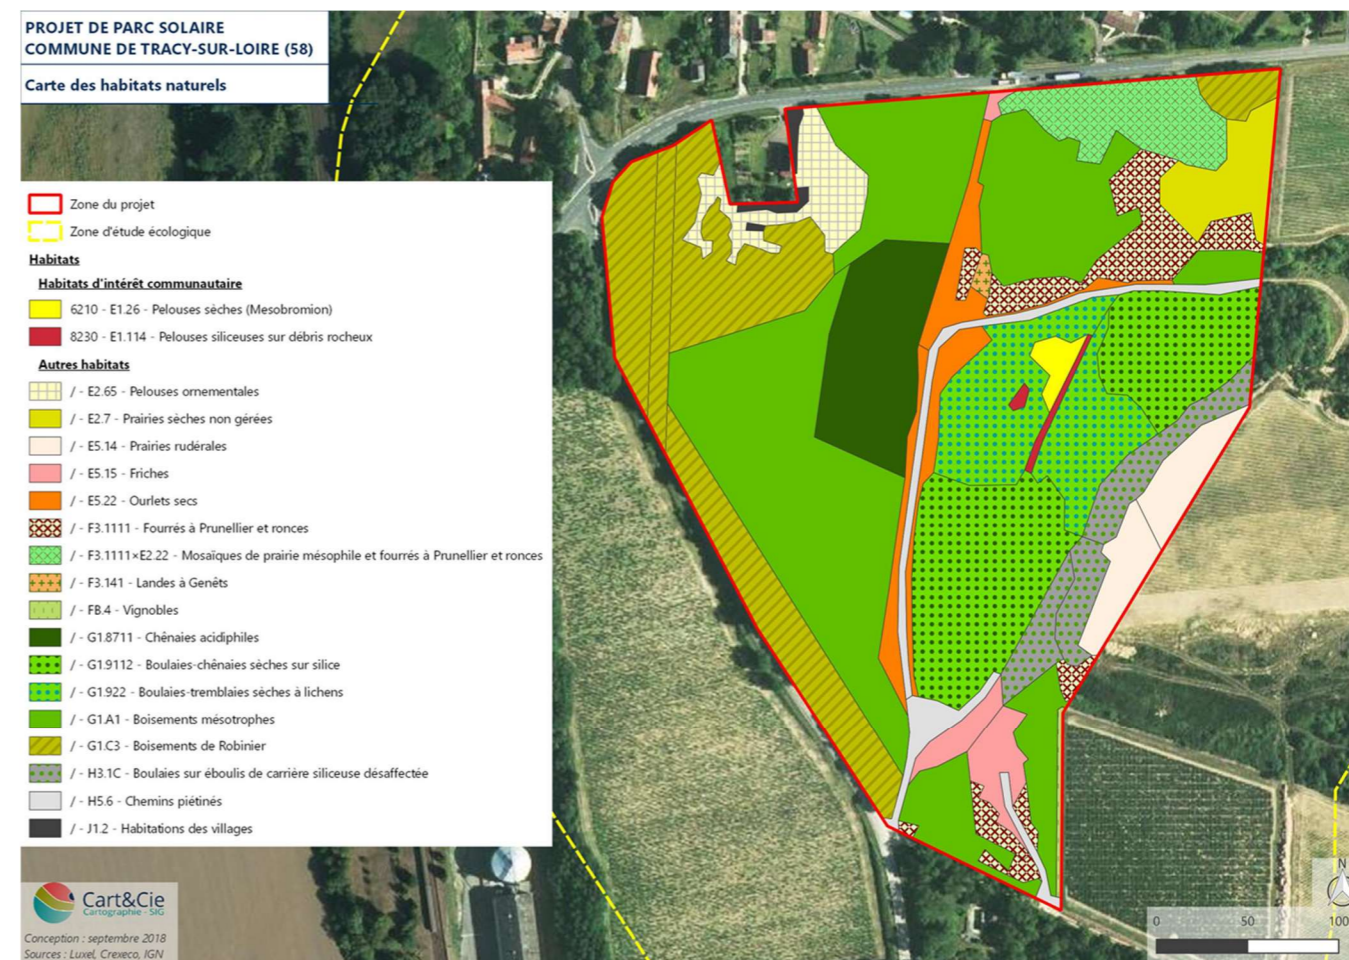 PROJET DE PARC SOLAIRE
COMMUNE DE TRACY-SUR-LOIRE (58)
Carte des habitats naturels
Zone du projet
Zone d'étude écologique
Habitats
Habitats d'intérêt communautaire
6210 - E1.26 - Pelouses sèches (Mesobromion)
8230 - E1.114 - Pelouses siliceuses sur débris rocheux
Autres habitats
/ - E2.65 - Pelouses ornementales
/ - E2.7 - Prairies sèches non gérées
/ - E5.14 - Prairies rudérales
/ - E5.15 - Friches
/ - E5.22 - Ourlets secs
/ - F3.1111 - Fourrés à Prunellier et ronces
/ - F3.1111×E2.22 - Mosaïques de prairie mésophile et fourrés à Prunellier et ronces
/ - F3.141 - Landes à Genêts
/ - FB.4 - Vignobles
/ - G1.8711 - Chênaies acidiphiles
/ - G1.9112 - Boulaies-chênaies sèches sur silice
/ - G1.922 - Boulaies-tremblaies sèches à lichens
/ - G1.A1 - Boisements mésotrophes
/ - G1.C3 - Boisements de Robinier
/ - H3.1C - Boulaies sur éboulis de carrière siliceuse désaffectée
/ - H5.6 - Chemins piétinés
/ - J1.2 - Habitations des villages
Cart&Cie
Cartographie - SIG
Conception : septembre 2018
Sources : Luxel, Crexeco, IGN
N
0 50 100